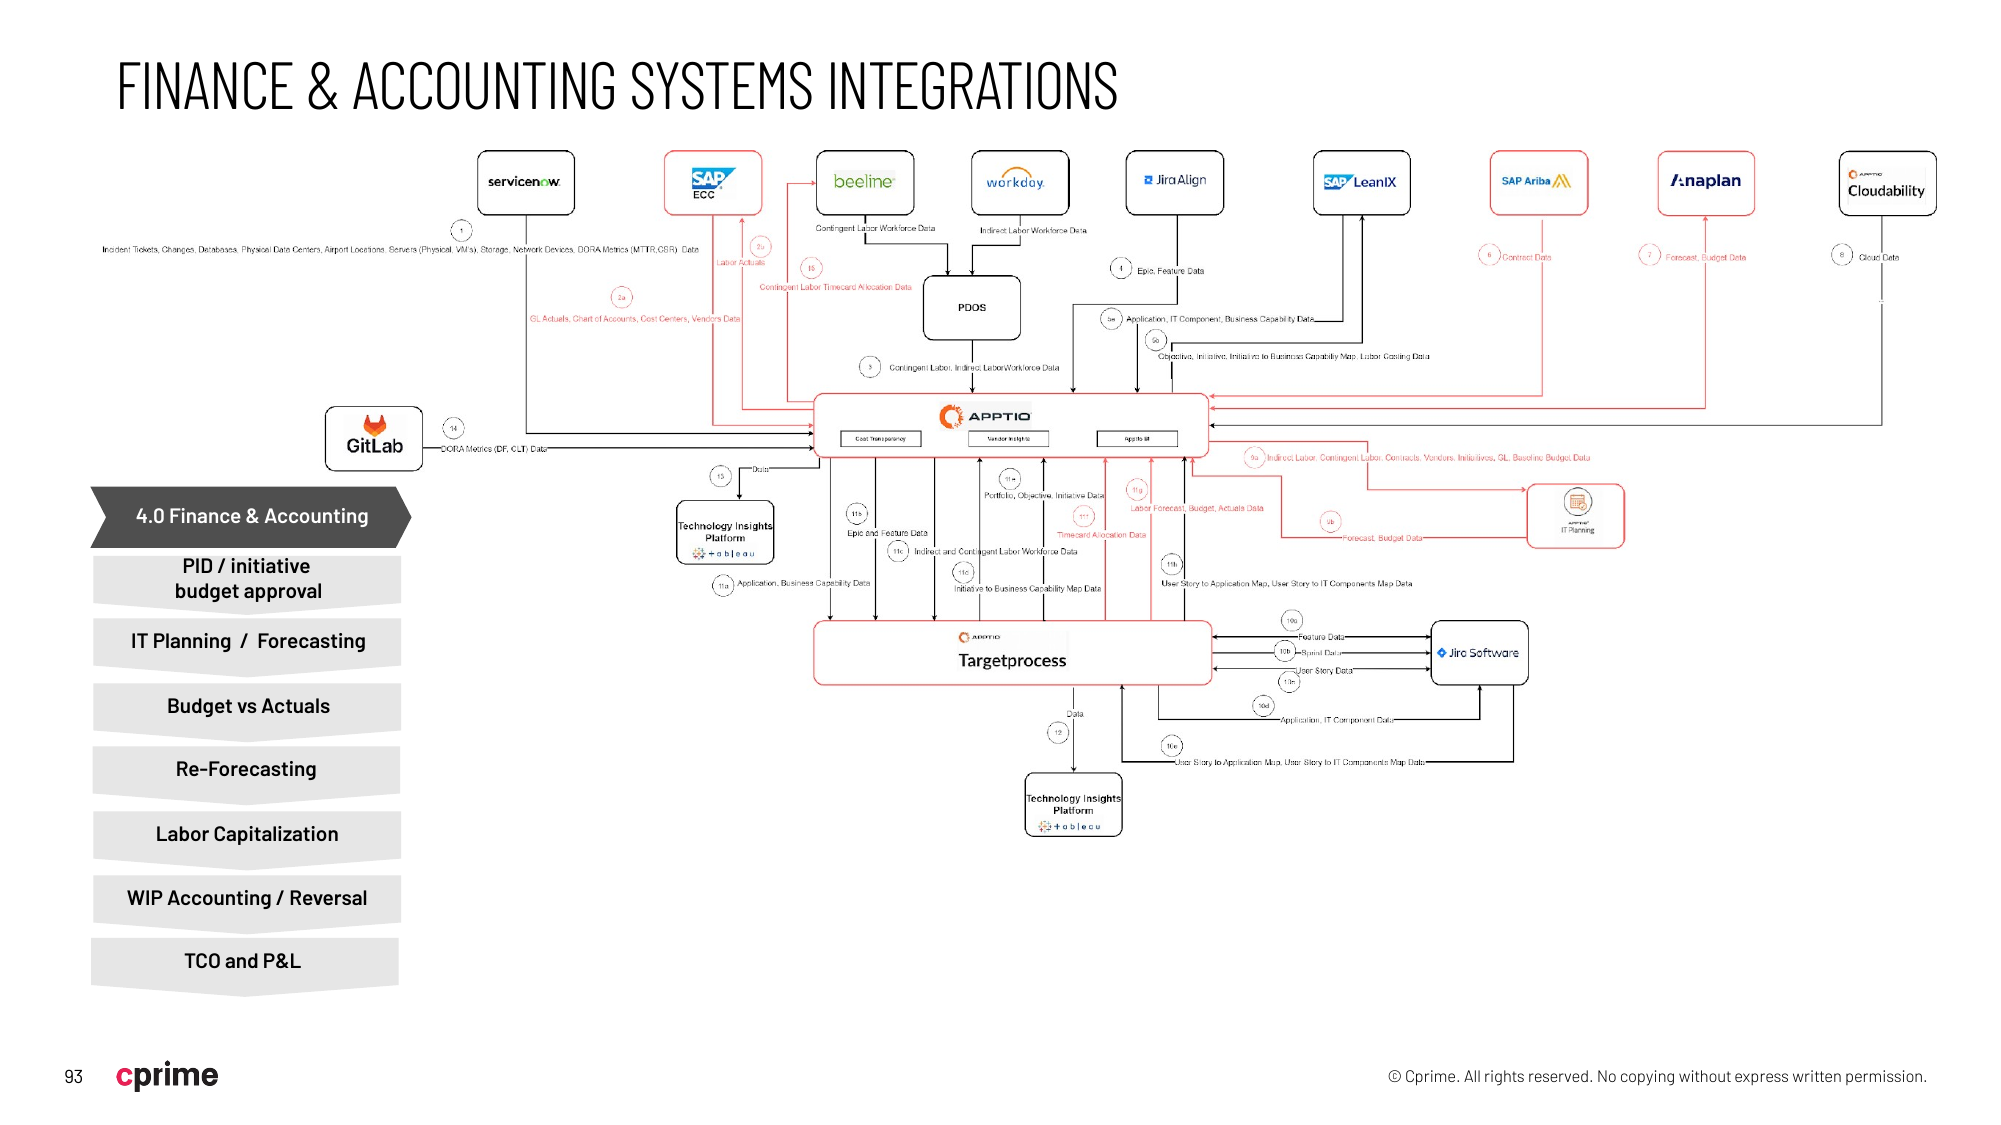 FINANCE & ACCOUNTING SYSTEMS INTEGRATIONS
servicenow.
SAP
ECC
beeline
workday.
Jira Align
SAP LeanIX
SAP Ariba
Anaplan
APPTIO
Cloudability
1
Incident Tickets, Changes, Databases, Physical Data Centers, Airport Locations, Servers (Physical, VM's), Storage, Network Devices, DORA Metrics (MTTR,CSR) Data
2b
Labor Actuals
2a
GL Actuals, Chart of Accounts, Cost Centers, Vendors Data
15
Contingent Labor Timecard Allocation Data
Contingent Labor Workforce Data
Indirect Labor Workforce Data
PDOS
3
Contingent Labor, Indirect LaborWorkforce Data
4
Epic, Feature Data
5a
Application, IT Component, Business Capability Data
Objective, Initiative, Initiative to Business Capabiliy Map, Labor Costing Data
6
Contract Data
7
Forecast, Budget Data
8
Cloud Data
GitLab
14
DORA Metrics (DF, CLT) Data
APPTIO
Cost Transparency
Vendor Insights
Apptio BI
13
Data
Technology Insights
Platform
+ableau
9a
Indirect Labor, Contingent Labor, Contracts, Vendors, Initiatives, GL, Baseline Budget Data
APPTIO
IT Planning
9b
Forecast, Budget Data
11a
Application, Business Capability Data
11b
Epic and Feature Data
11c
Indirect and Contingent Labor Workforce Data
11d
Initiative to Business Capability Map Data
11e
Portfolio, Objective, Initiative Data
11f
Timecard Allocation Data
11g
Labor Forecast, Budget, Actuals Data
11h
User Story to Application Map, User Story to IT Components Map Data
APPTIO
Targetprocess
10a
Feature Data
10b
Sprint Data
User Story Data
Jira Software
10d
Application, IT Component Data
10e
User Story to Application Map, User Story to IT Components Map Data
Data
12
Technology Insights
Platform
+ableau
4.0 Finance & Accounting
PID / initiative
budget approval
IT Planning / Forecasting
Budget vs Actuals
Re-Forecasting
Labor Capitalization
WIP Accounting / Reversal
TCO and P&L
93
cprime
© Cprime. All rights reserved. No copying without express written permission.